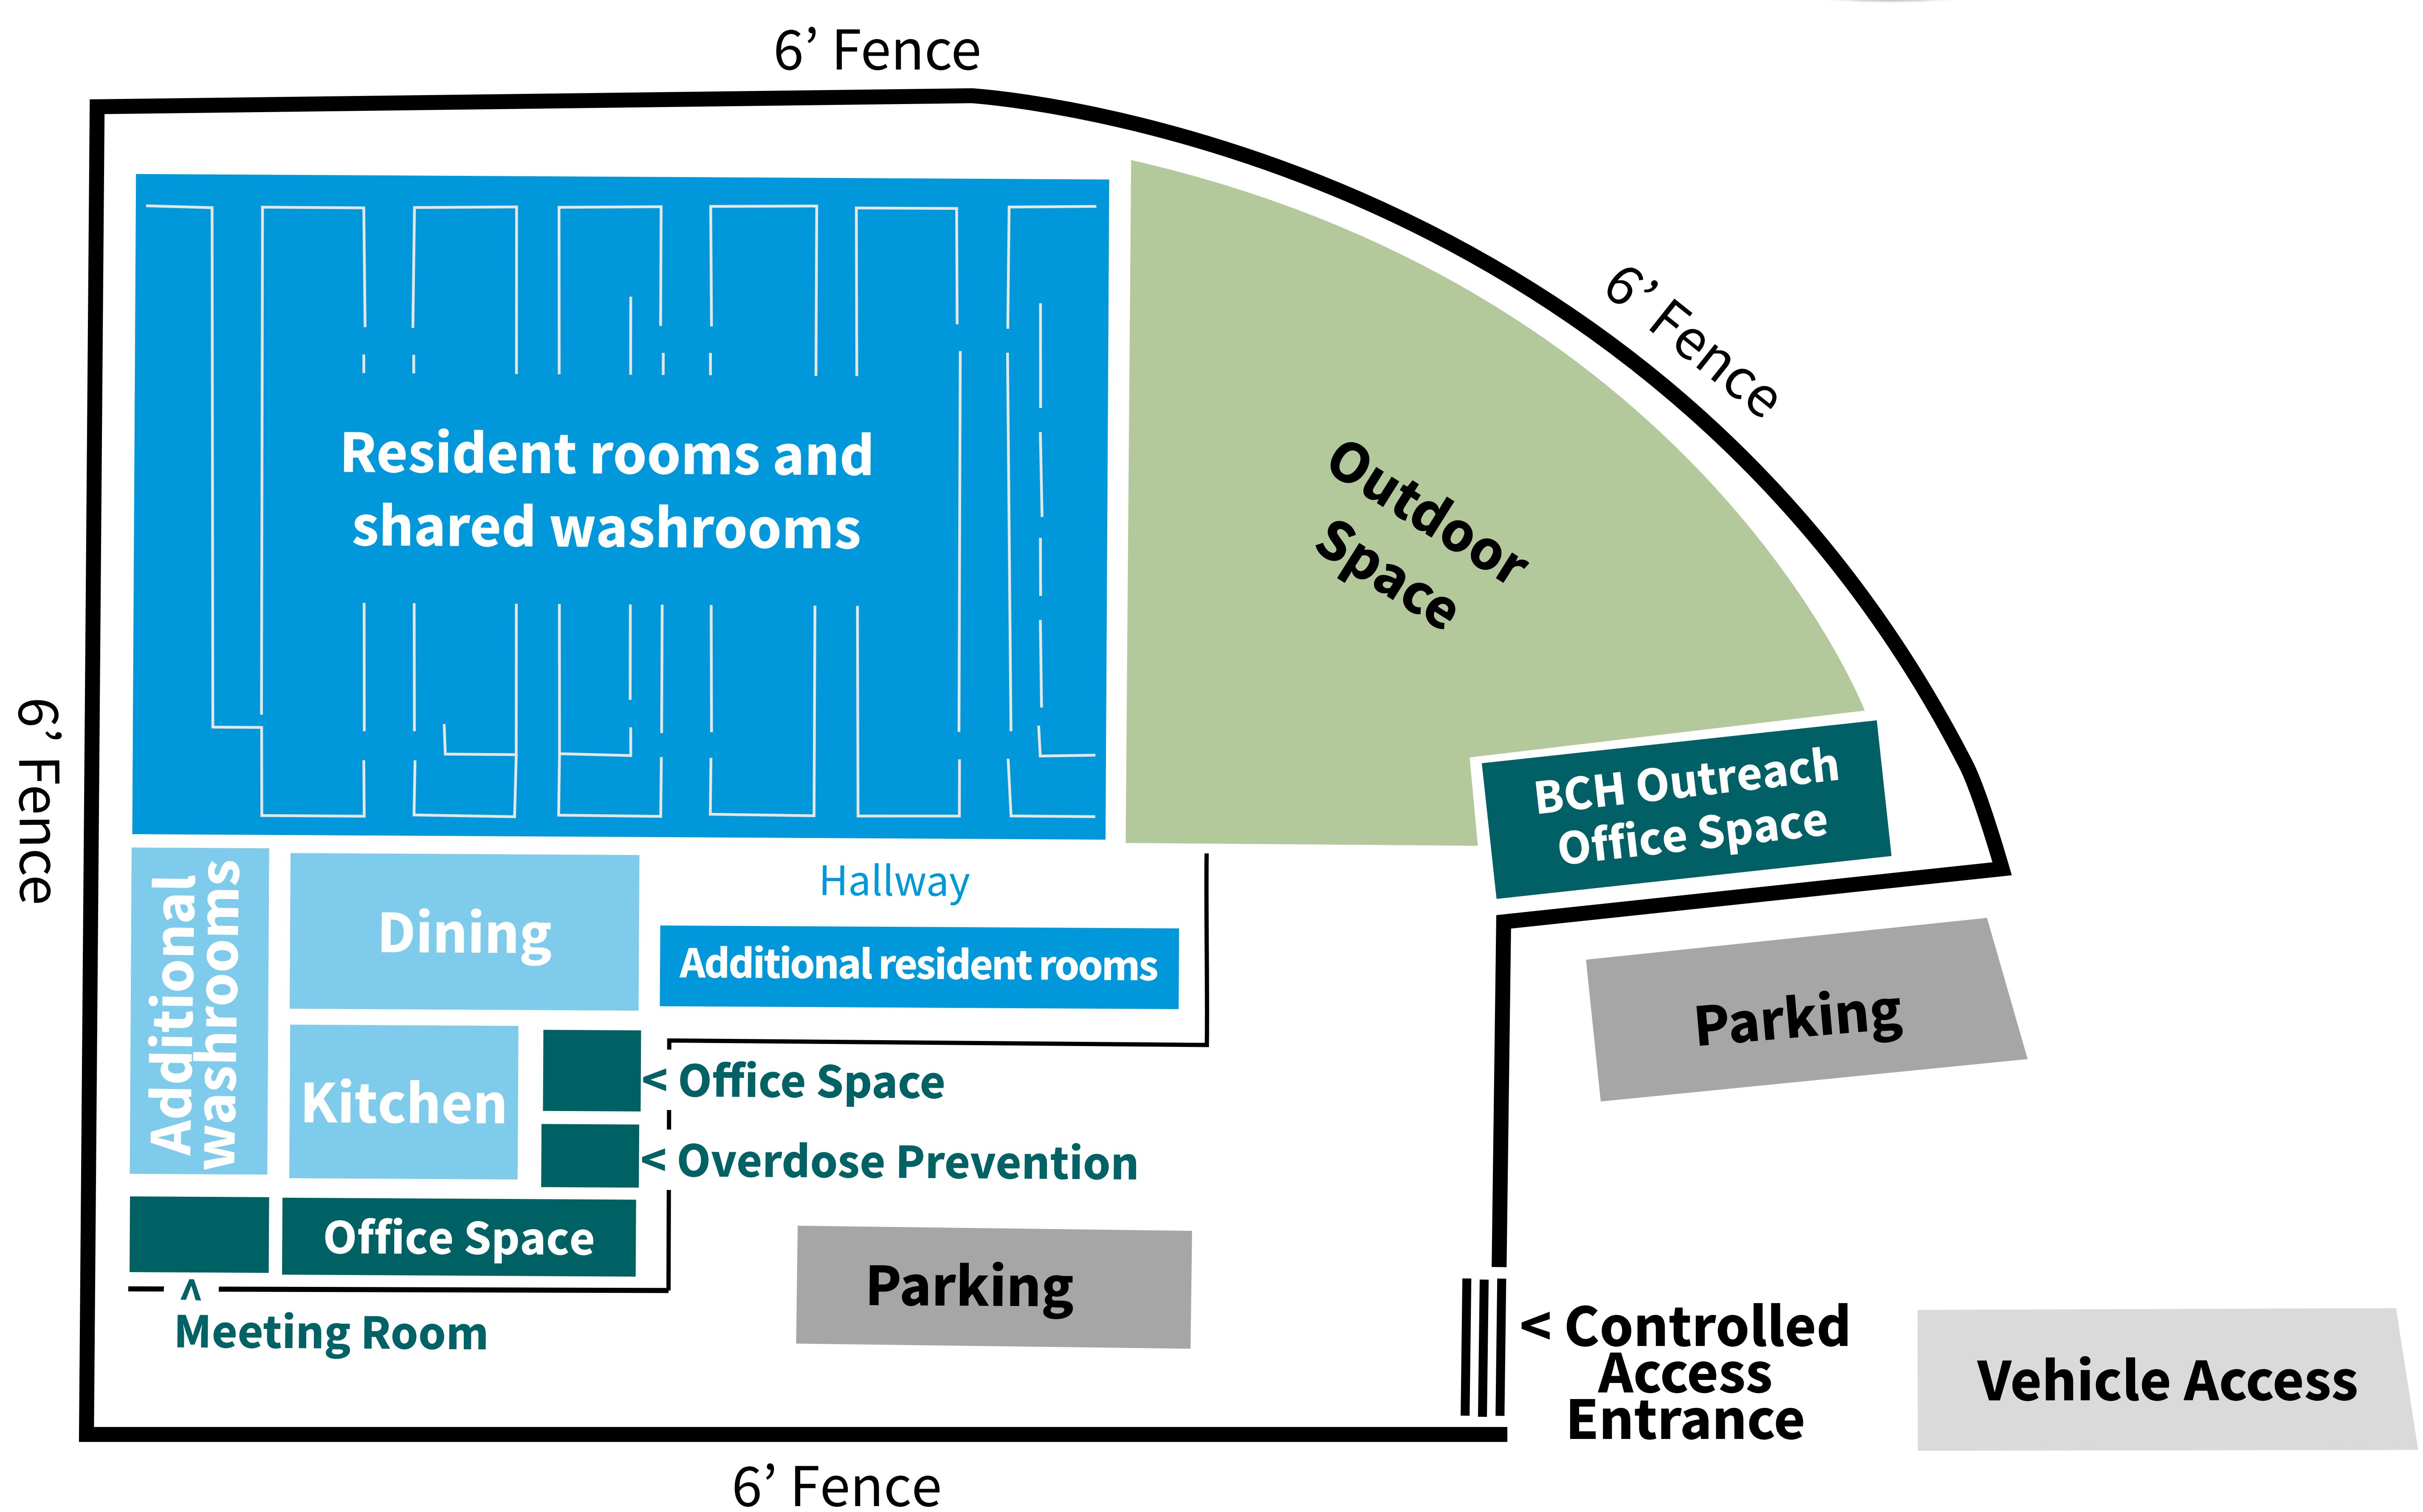 6’ Fence
6’ Fence
Resident rooms and
shared washrooms
Outdoor
Space
6’ Fence
BCH Outreach
Office Space
Additional
washrooms
Dining
Hallway
Additional resident rooms
Parking
Kitchen
< Office Space
< Overdose Prevention
Office Space
^
Meeting Room
Parking
< Controlled
Access
Entrance
Vehicle Access
6’ Fence